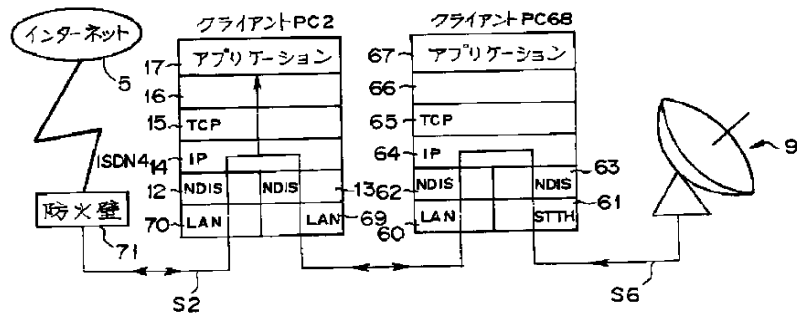 インターネット
5
ISDN4
防火壁
71
S2
クライアントPC2
17 アプリケーション
16
15 TCP
14 IP
12 NDIS NDIS 13
70 LAN LAN 69
クライアントPC68
67 アプリケーション
66
65 TCP
64 IP 63
62 NDIS NDIS 61
60 LAN STTH
9
S6